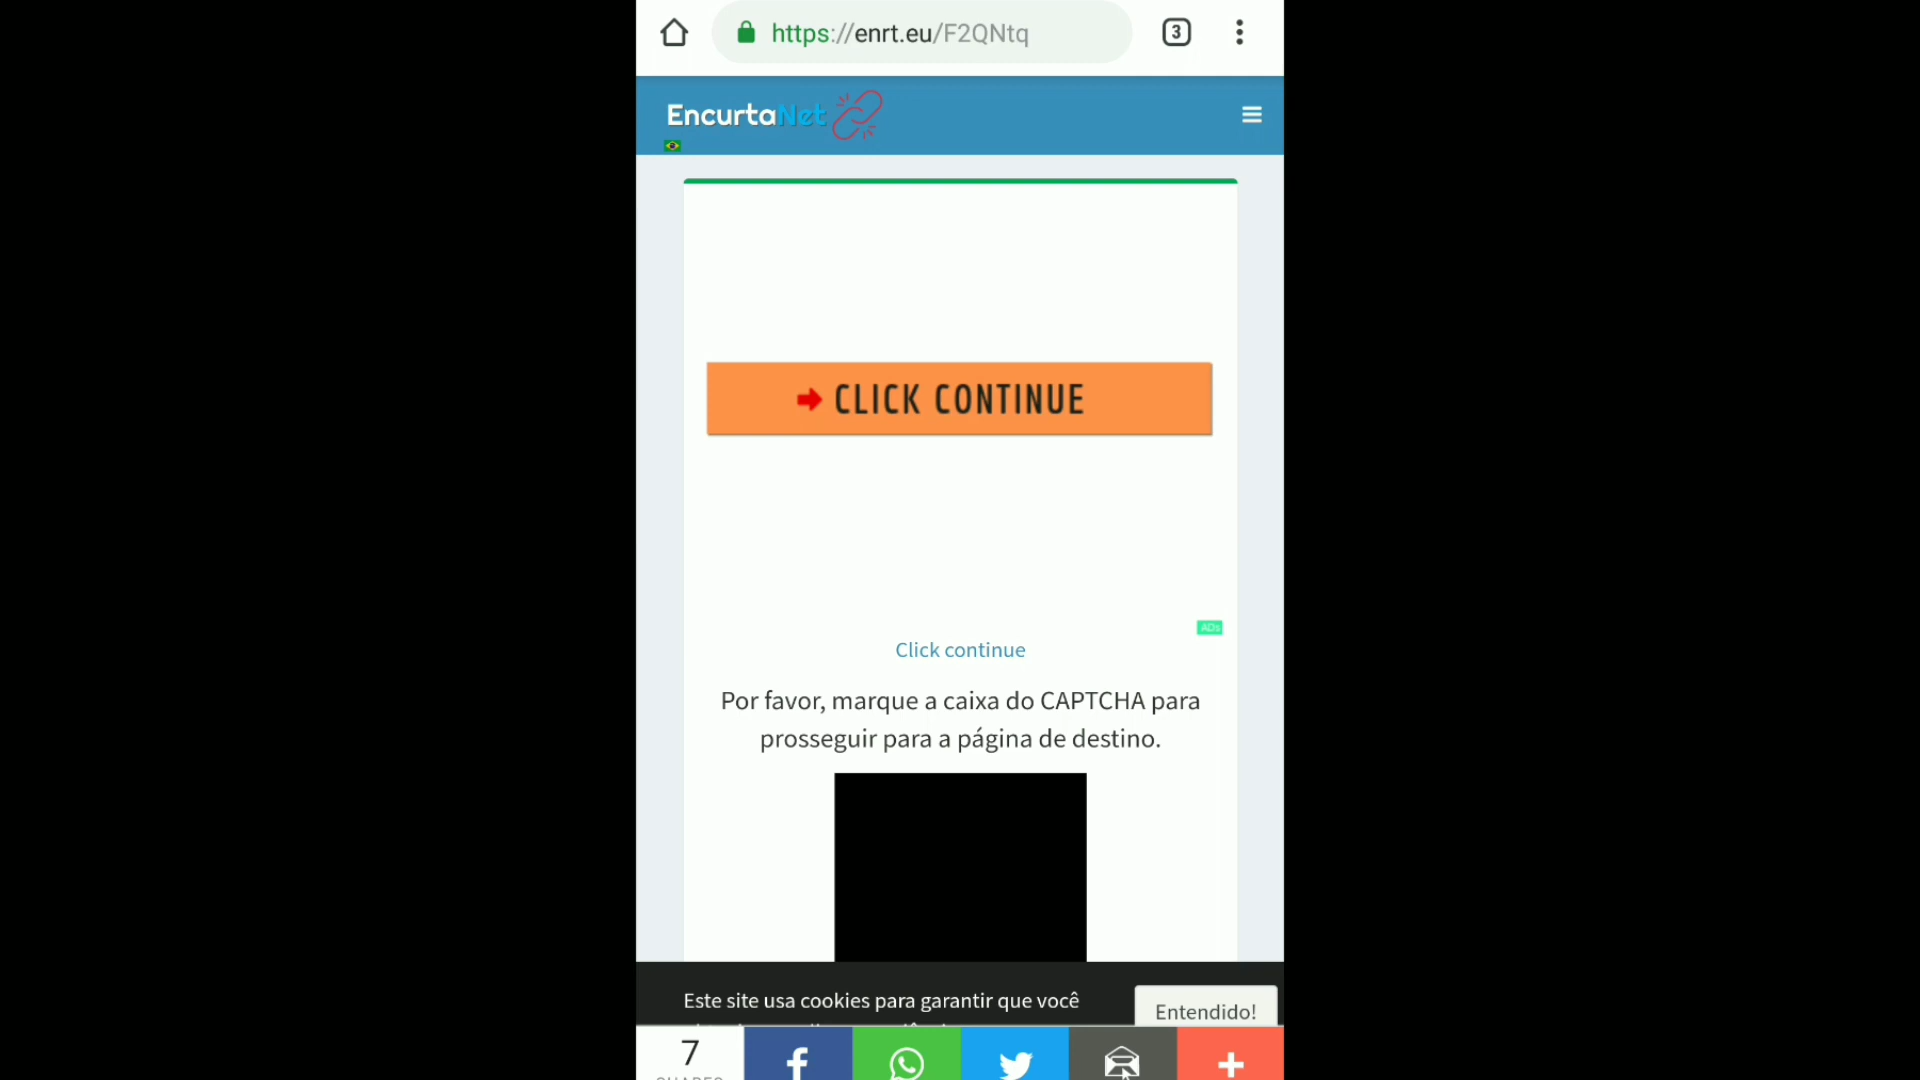 https://enrt.eu/F2QNtq
3
EncurtaNet
CLICK CONTINUE
ADs
Click continue
Por favor, marque a caixa do CAPTCHA para
prosseguir para a página de destino.
Este site usa cookies para garantir que você
Entendido!
7
SHARES